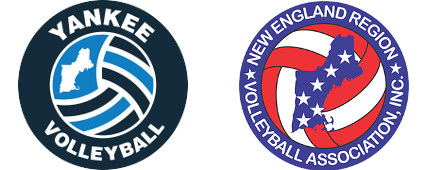 YANKEE
VOLLEYBALL
NEW ENGLAND REGION
VOLLEYBALL ASSOCIATION, INC.